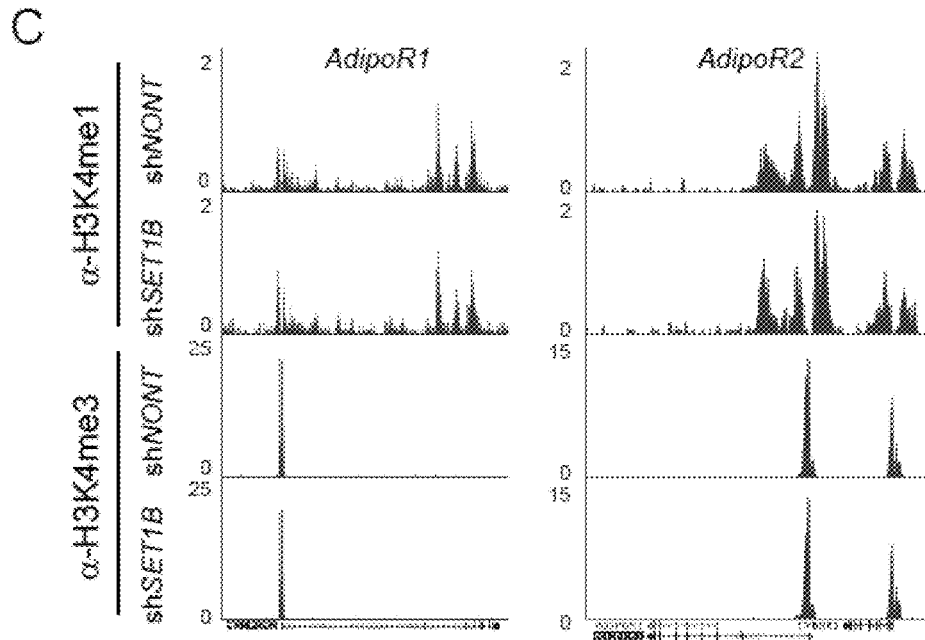 C
AdipoR1
AdipoR2
α-H3K4me1
shNONT
2
0
2
0
shSET1B
2
0
2
0
α-H3K4me3
shNONT
25
0
15
0
shSET1B
25
0
15
0